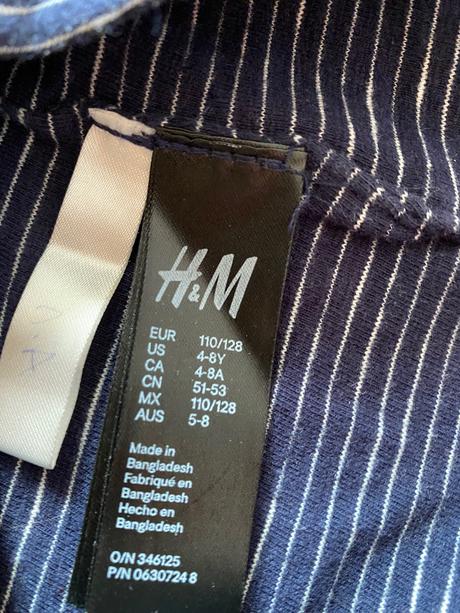 H&M
EUR 110/128
US 4-8Y
CA 4-8A
CN 51-53
MX 110/128
AUS 5-8
Made in
Bangladesh
Fabriqué en
Bangladesh
Hecho en
Bangladesh
O/N 346125
P/N 0630724 8